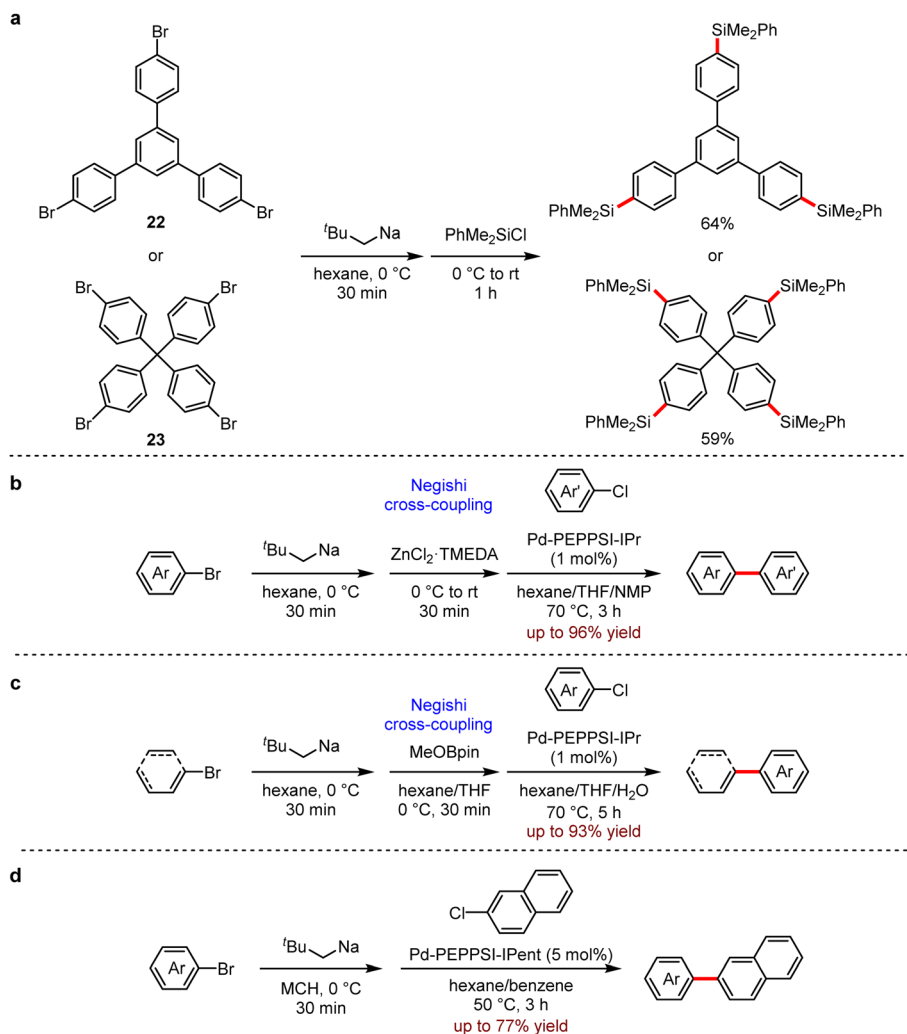 a
Br
Br
Br
22
or
Br
Br
Br
Br
23
tBu
Na
hexane, 0 °C
30 min
PhMe2SiCl
0 °C to rt
1 h
SiMe2Ph
PhMe2Si
SiMe2Ph
64%
or
PhMe2Si
SiMe2Ph
PhMe2Si
SiMe2Ph
59%
b
Ar
Br
tBu
Na
hexane, 0 °C
30 min
Negishi
cross-coupling
ZnCl2·TMEDA
0 °C to rt
30 min
Ar'
Cl
Pd-PEPPSI-IPr
(1 mol%)
hexane/THF/NMP
70 °C, 3 h
up to 96% yield
Ar
Ar'
c
Br
tBu
Na
hexane, 0 °C
30 min
Negishi
cross-coupling
MeOBpin
hexane/THF
0 °C, 30 min
Ar
Cl
Pd-PEPPSI-IPr
(1 mol%)
hexane/THF/H2O
70 °C, 5 h
up to 93% yield
Ar
d
Ar
Br
tBu
Na
MCH, 0 °C
30 min
Cl
Pd-PEPPSI-IPent (5 mol%)
hexane/benzene
50 °C, 3 h
up to 77% yield
Ar